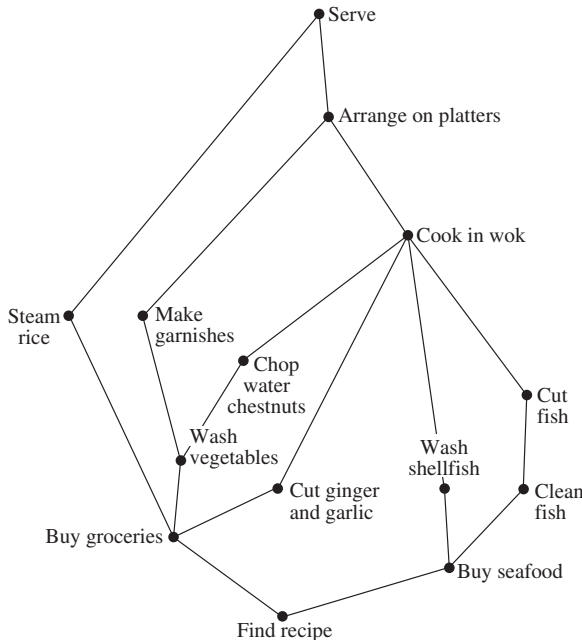 Serve
Arrange on platters
Cook in wok
Steam
rice
Make
garnishes
Chop
water
chestnuts
Cut
fish
Wash
vegetables
Wash
shellfish
Cut ginger
and garlic
Clean
fish
Buy groceries
Buy seafood
Find recipe